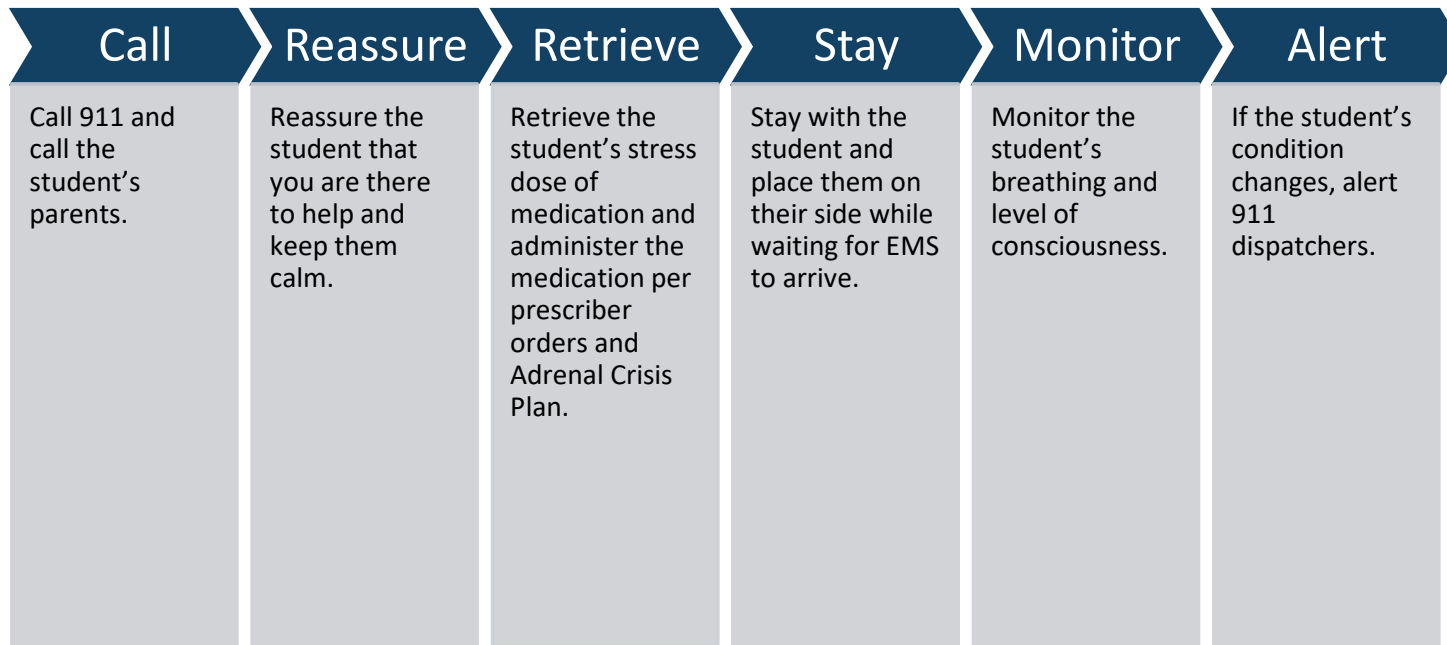 Call
Call 911 and
call the
student’s
parents.
Reassure
Reassure the
student that
you are there
to help and
keep them
calm.
Retrieve
Retrieve the
student’s stress
dose of
medication and
administer the
medication per
prescriber
orders and
Adrenal Crisis
Plan.
Stay
Stay with the
student and
place them on
their side while
waiting for EMS
to arrive.
Monitor
Monitor the
student’s
breathing and
level of
consciousness.
Alert
If the student’s
condition
changes, alert
911
dispatchers.